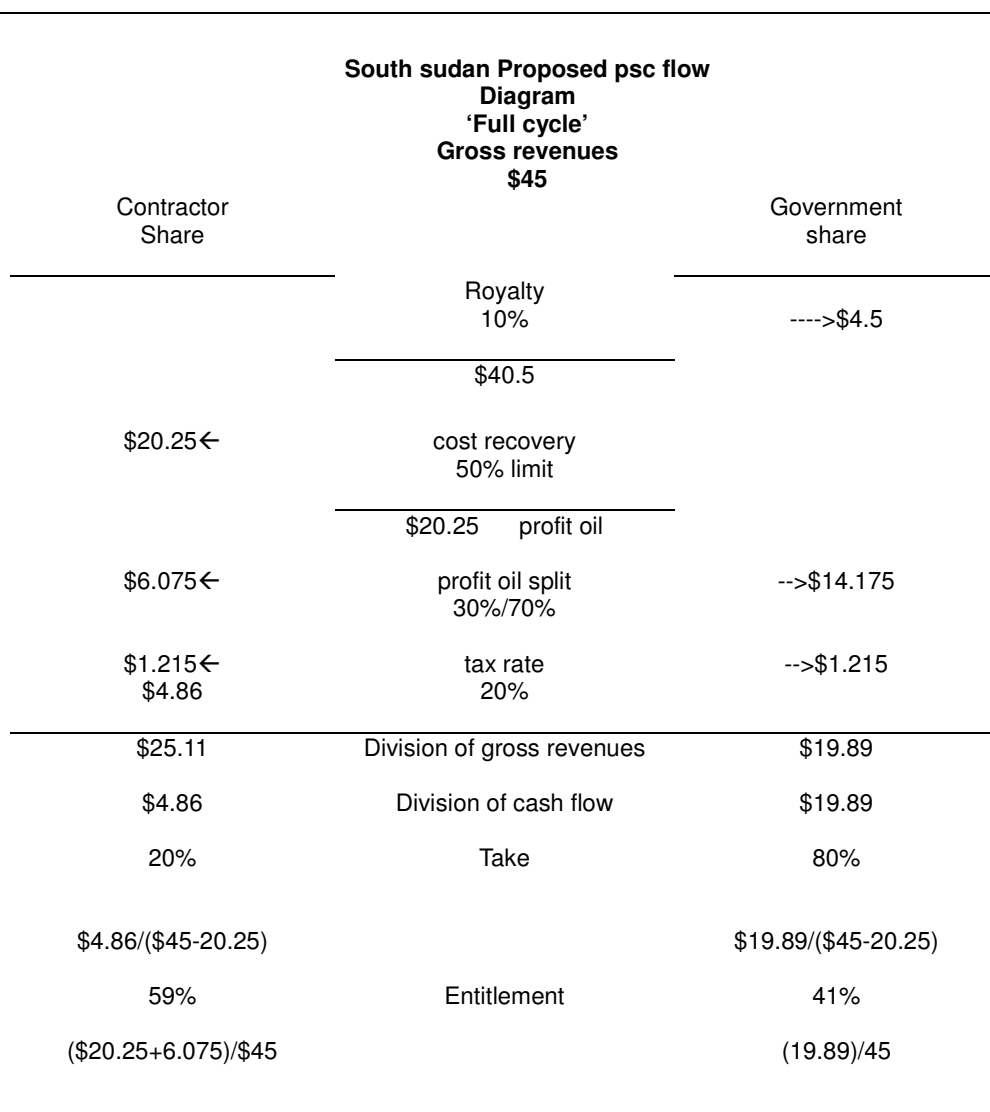 South sudan Proposed psc flow
Diagram
‘Full cycle’
Gross revenues
$45
Contractor
Share
Government
share
Royalty
10% ---->$4.5
$40.5
$20.25← cost recovery
50% limit
$20.25 profit oil
$6.075← profit oil split -->$14.175
30%/70%
$1.215← tax rate -->$1.215
$4.86 20%
$25.11 Division of gross revenues $19.89
$4.86 Division of cash flow $19.89
20% Take 80%
$4.86/($45-20.25) $19.89/($45-20.25)
59% Entitlement 41%
($20.25+6.075)/$45 (19.89)/45